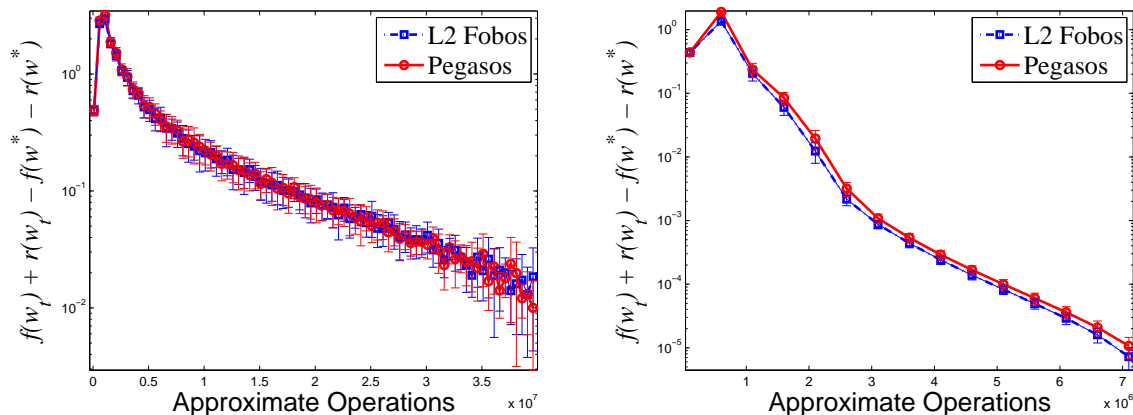 L2 Fobos
Pegasos
10^0
10^-1
10^-2
0 0.5 1 1.5 2 2.5 3 3.5
x 10^7
Approximate Operations
f(w_t) + r(w_t) − f(w^*) − r(w^*)
L2 Fobos
Pegasos
10^0
10^-1
10^-2
10^-3
10^-4
10^-5
1 2 3 4 5 6 7
x 10^6
Approximate Operations
f(w_t) + r(w_t) − f(w^*) − r(w^*)